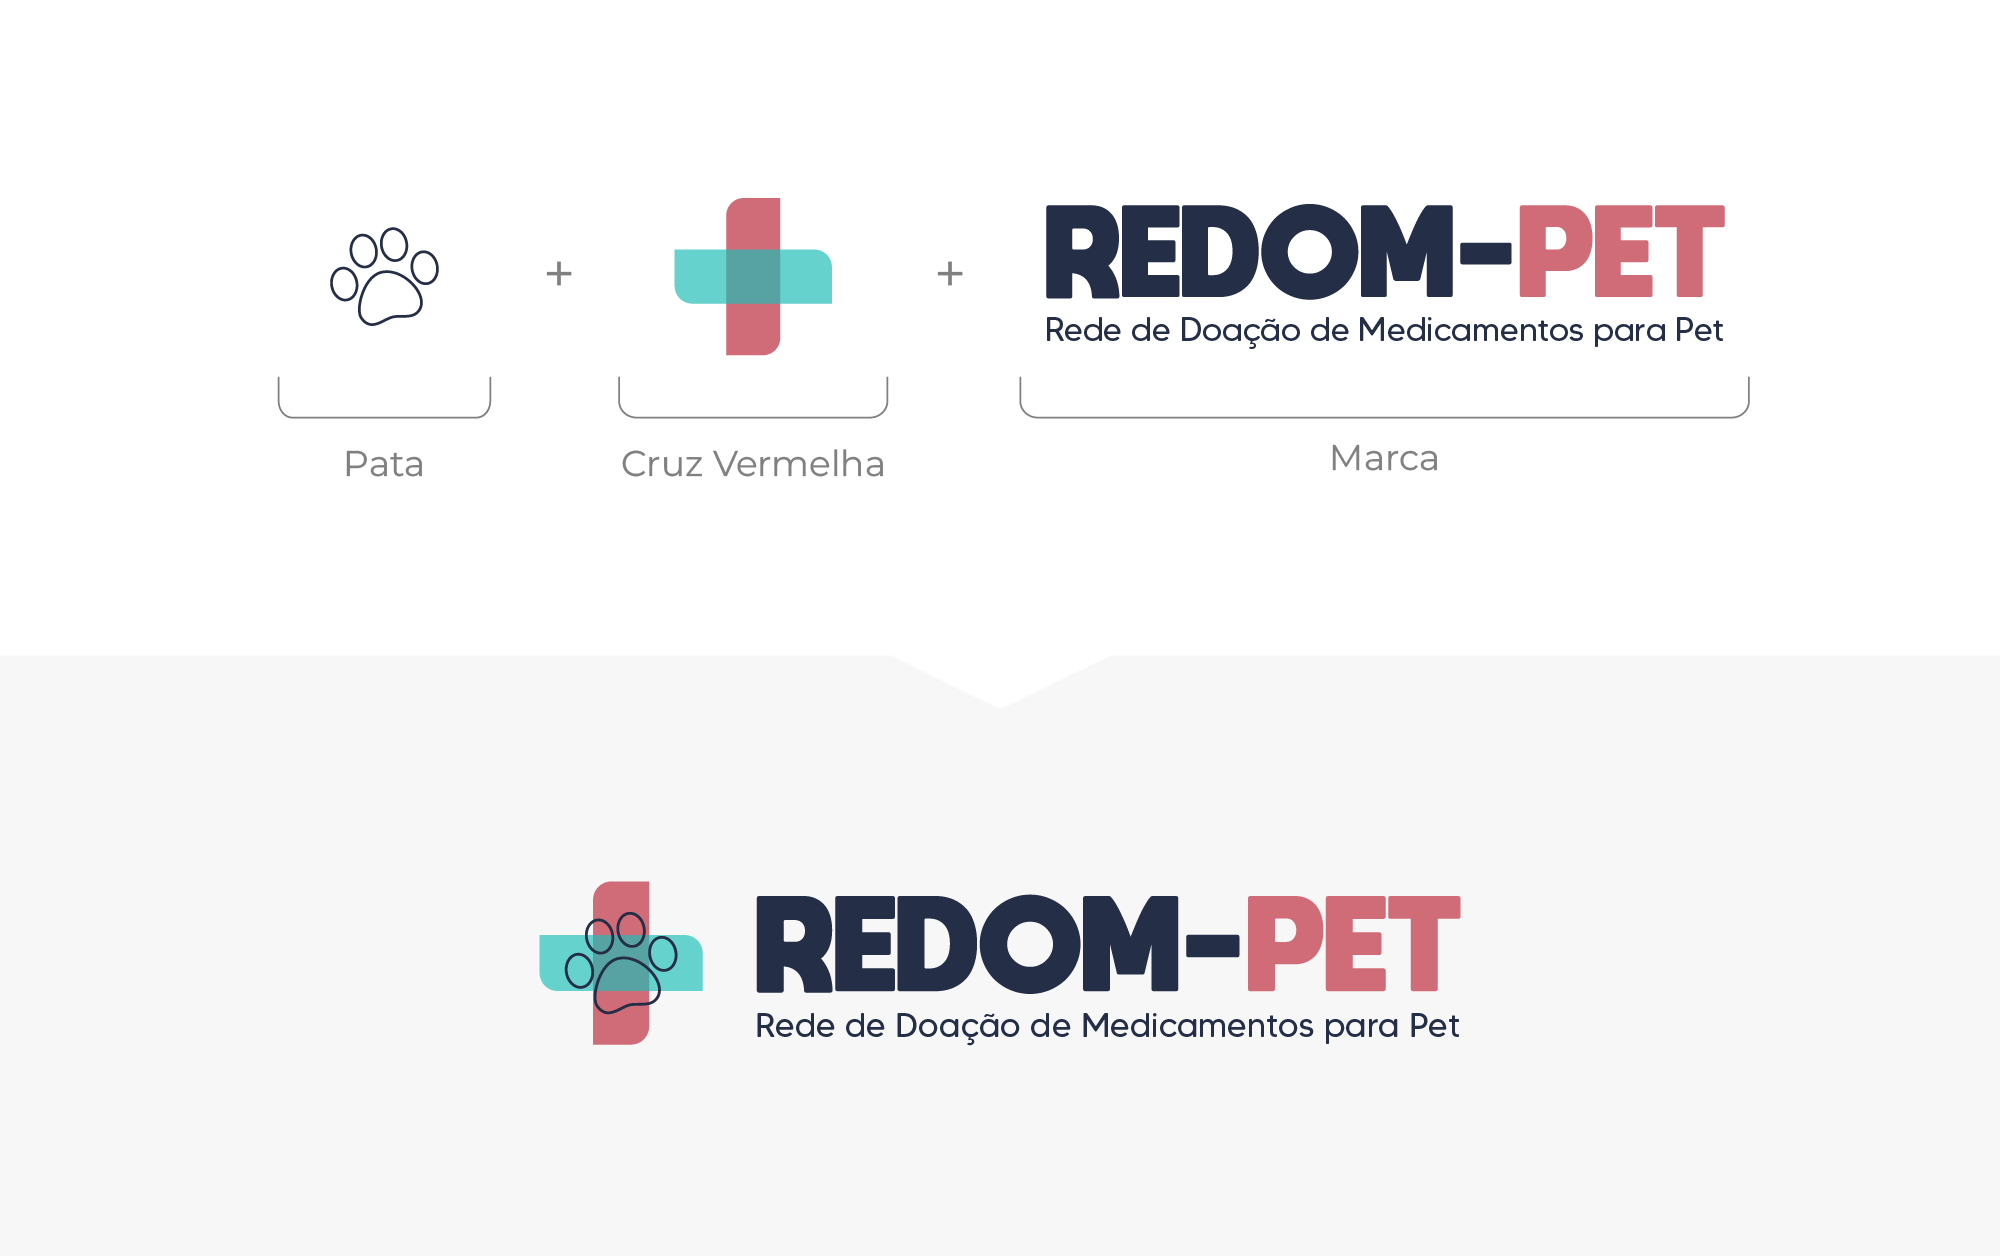 +
+
REDOM-PET
Rede de Doação de Medicamentos para Pet
Pata
Cruz Vermelha
Marca
REDOM-PET
Rede de Doação de Medicamentos para Pet